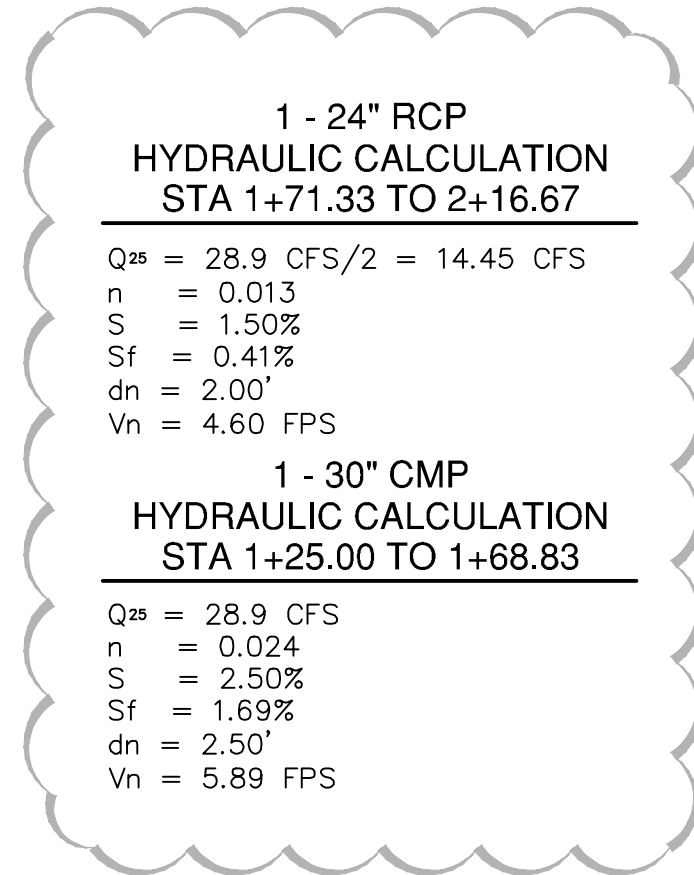 1 - 24" RCP
HYDRAULIC CALCULATION
STA 1+71.33 TO 2+16.67
Q25 = 28.9 CFS/2 = 14.45 CFS
n = 0.013
S = 1.50%
Sf = 0.41%
dn = 2.00'
Vn = 4.60 FPS
1 - 30" CMP
HYDRAULIC CALCULATION
STA 1+25.00 TO 1+68.83
Q25 = 28.9 CFS
n = 0.024
S = 2.50%
Sf = 1.69%
dn = 2.50'
Vn = 5.89 FPS